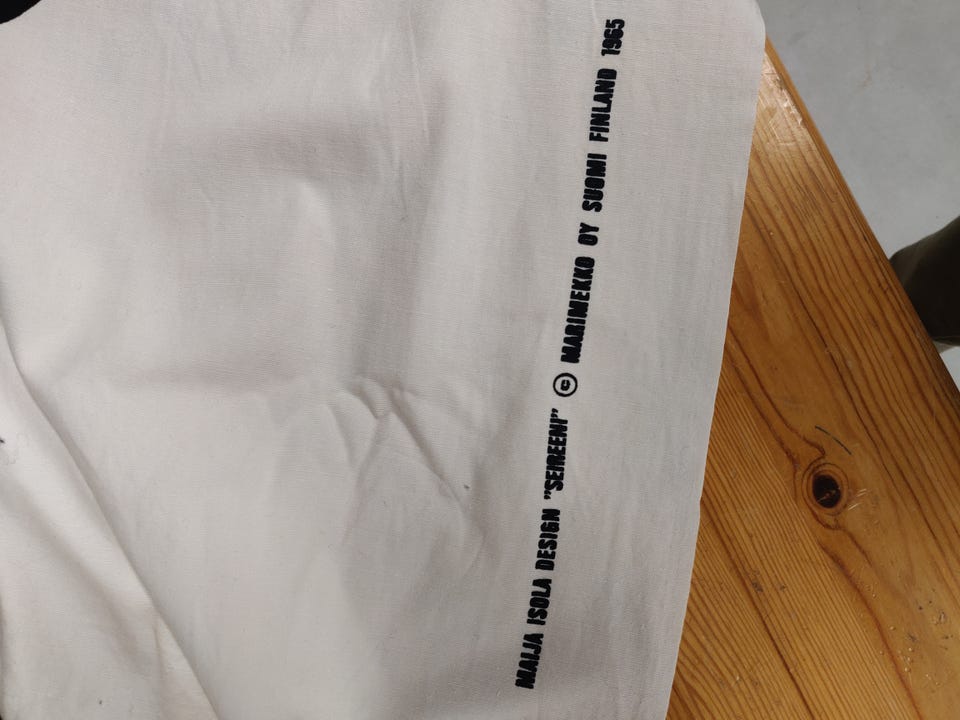 MAIJA ISOLA DESIGN "SEIREENI" © MARIMEKKO OY SUOMI FINLAND 1965